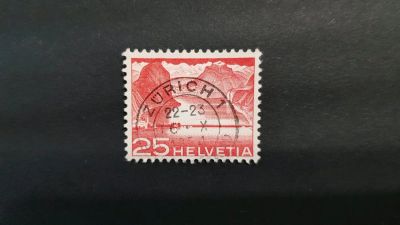 ZÜRICH 1
22-23
X
25 HELVETIA